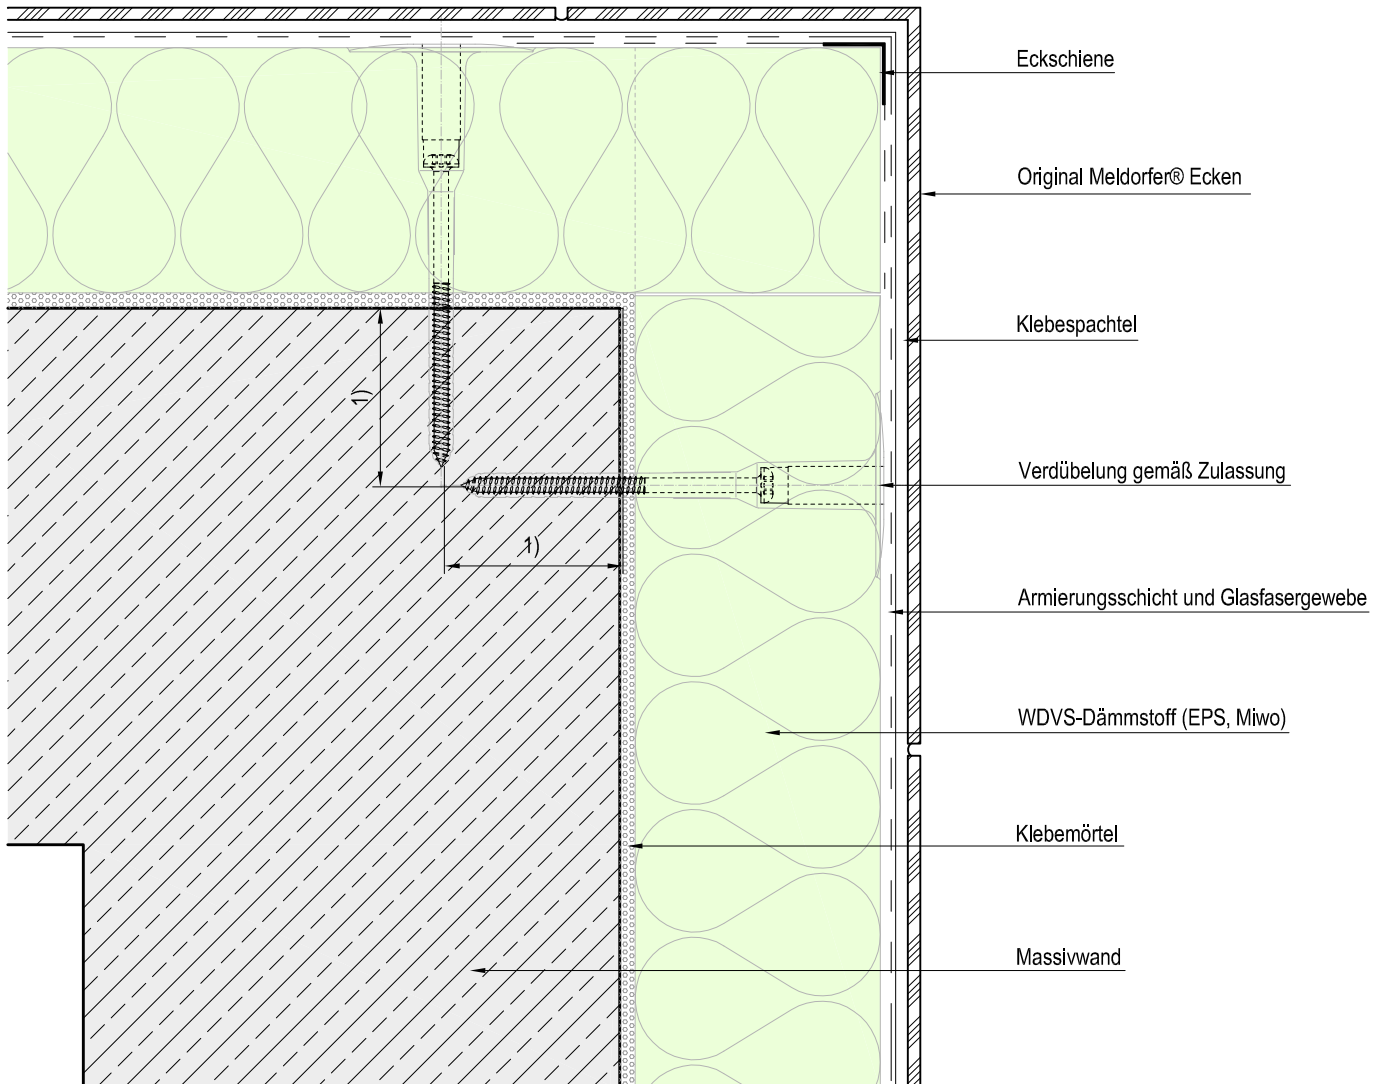 Eckschiene
Original Meldorfer® Ecken
Klebespachtel
1)
Verdübelung gemäß Zulassung
1)
Armierungsschicht und Glasfasergewebe
WDVS-Dämmstoff (EPS, Miwo)
Klebemörtel
Massivwand